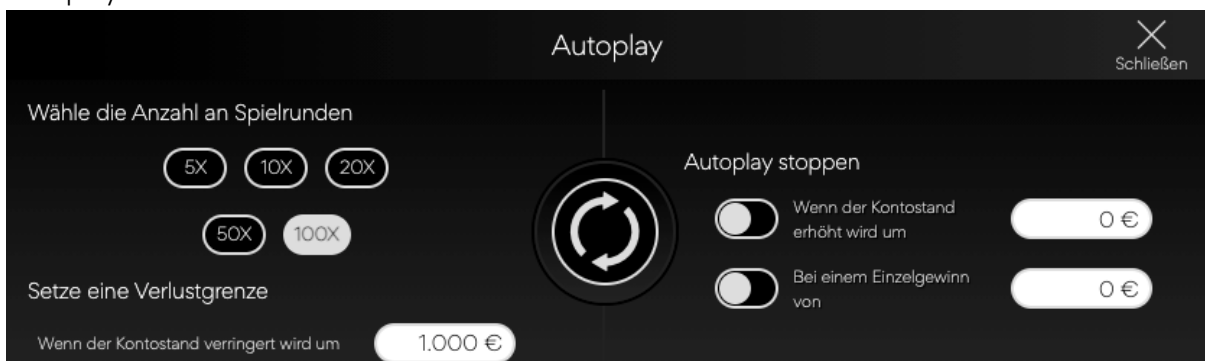 Autoplay
Schließen
Wähle die Anzahl an Spielrunden
5X 10X 20X
50X 100X
Setze eine Verlustgrenze
Wenn der Kontostand verringert wird um 1.000 €
Autoplay stoppen
Wenn der Kontostand
erhöht wird um
0 €
Bei einem Einzelgewinn
von
0 €